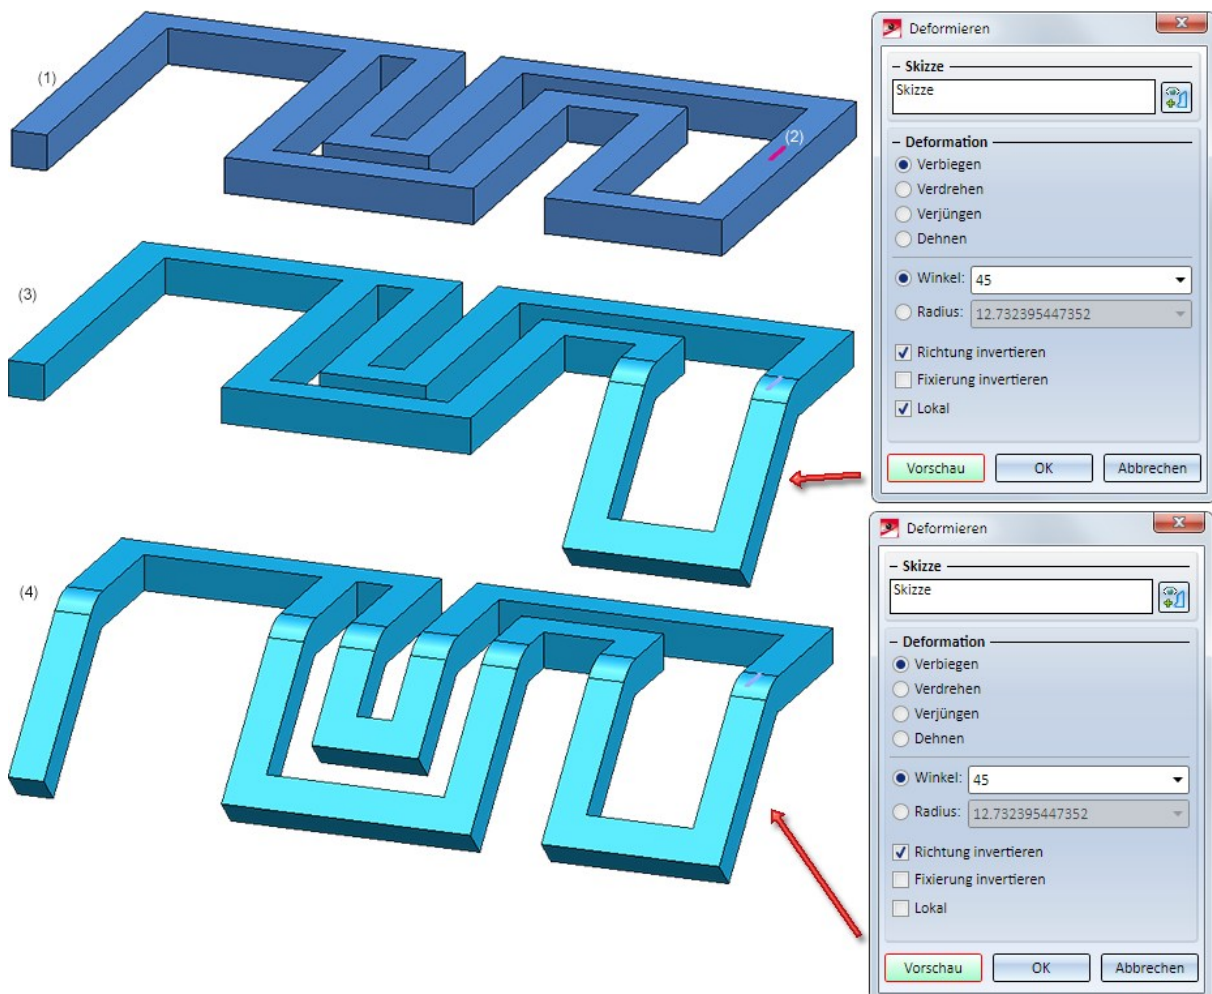 (1)
(2)
(3)
(4)
Deformieren
Skizze
Skizze
Deformation
Verbiegen
Verdrehen
Verjüngen
Dehnen
Winkel: 45
Radius: 12.732395447352
Richtung invertieren
Fixierung invertieren
Lokal
Vorschau OK Abbrechen
Deformieren
Skizze
Skizze
Deformation
Verbiegen
Verdrehen
Verjüngen
Dehnen
Winkel: 45
Radius: 12.732395447352
Richtung invertieren
Fixierung invertieren
Lokal
Vorschau OK Abbrechen